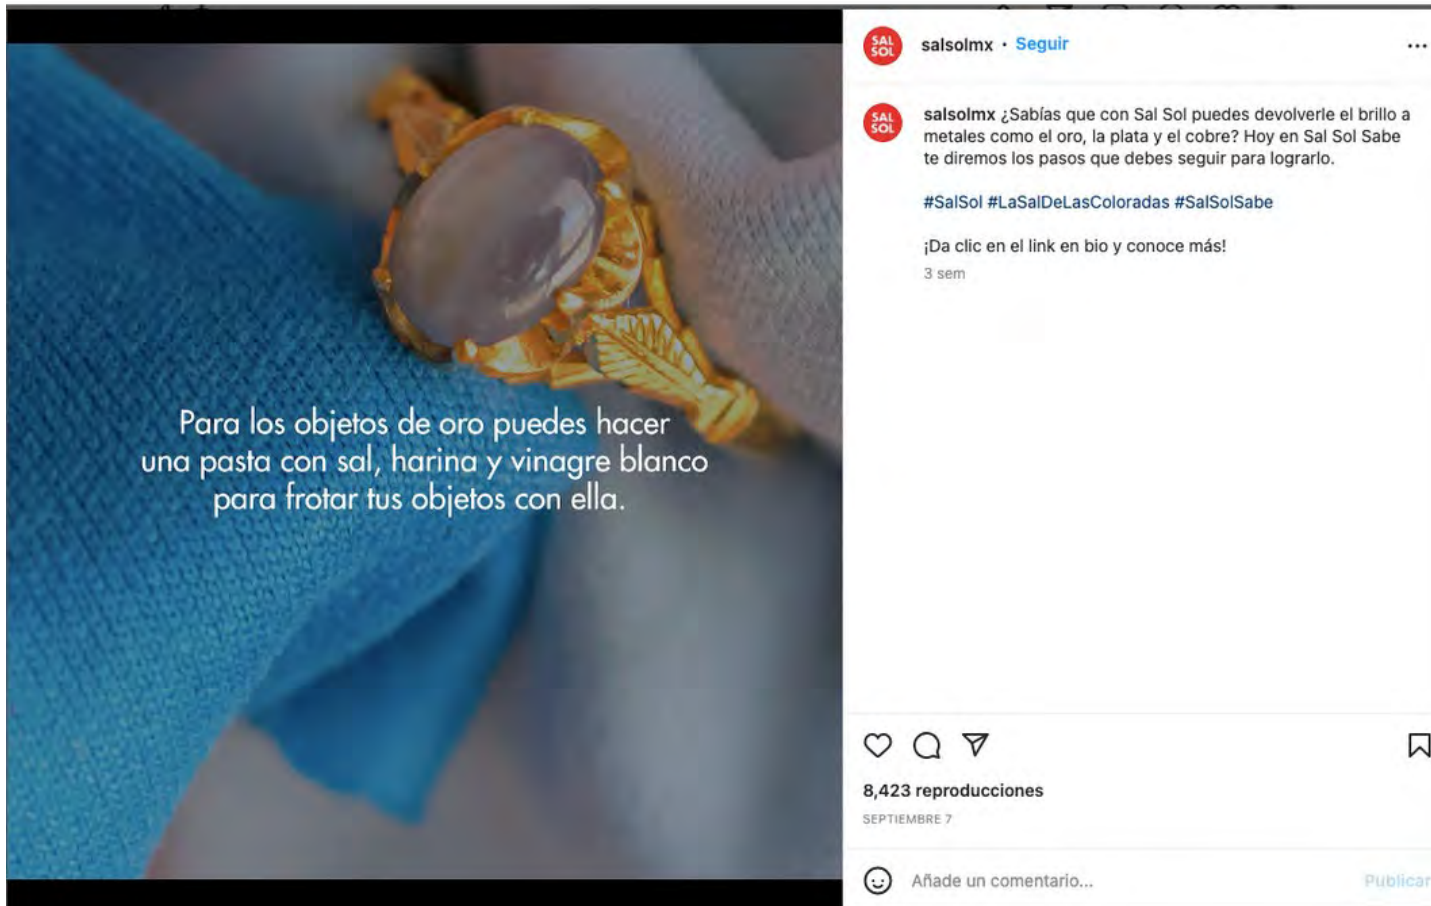 Para los objetos de oro puedes hacer
una pasta con sal, harina y vinagre blanco
para frotar tus objetos con ella.
SAL
SOL
salsolmx • Seguir
SAL
SOL
salsolmx ¿Sabías que con Sal Sol puedes devolverle el brillo a
metales como el oro, la plata y el cobre? Hoy en Sal Sol Sabe
te diremos los pasos que debes seguir para lograrlo.
#SalSol #LaSalDeLasColoradas #SalSolSabe
¡Da clic en el link en bio y conoce más!
3 sem
8,423 reproducciones
SEPTIEMBRE 7
Añade un comentario...
Publicar